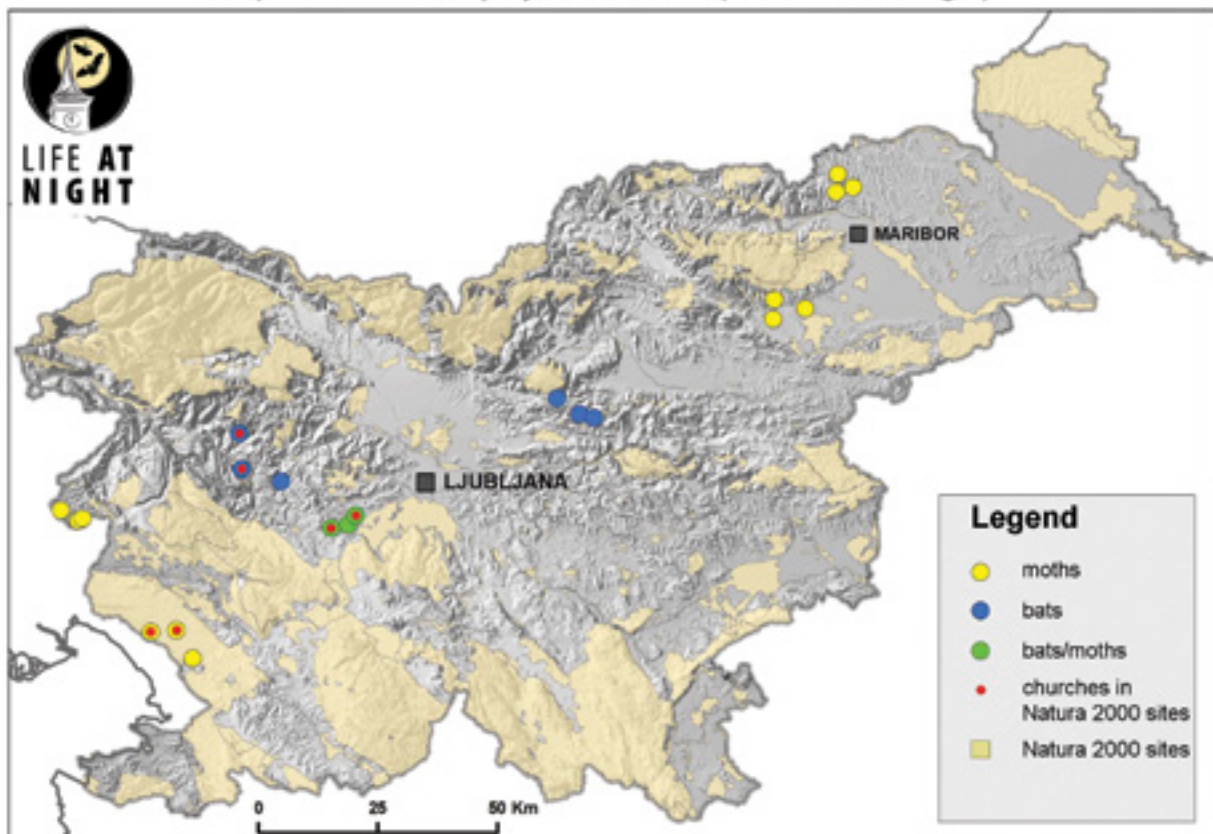 LIFE AT
NIGHT
MARIBOR
LJUBLJANA
Legend
moths
bats
bats/moths
churches in
Natura 2000 sites
Natura 2000 sites
0 25 50 Km